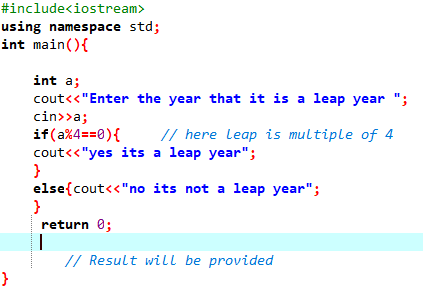 #include<iostream>
using namespace std;
int main(){
int a;
cout<<"Enter the year that it is a leap year ";
cin>>a;
if(a%4==0){     // here leap is multiple of 4
cout<<"yes its a leap year";
}
else{cout<<"no its not a leap year";
}
return 0;
// Result will be provided
}